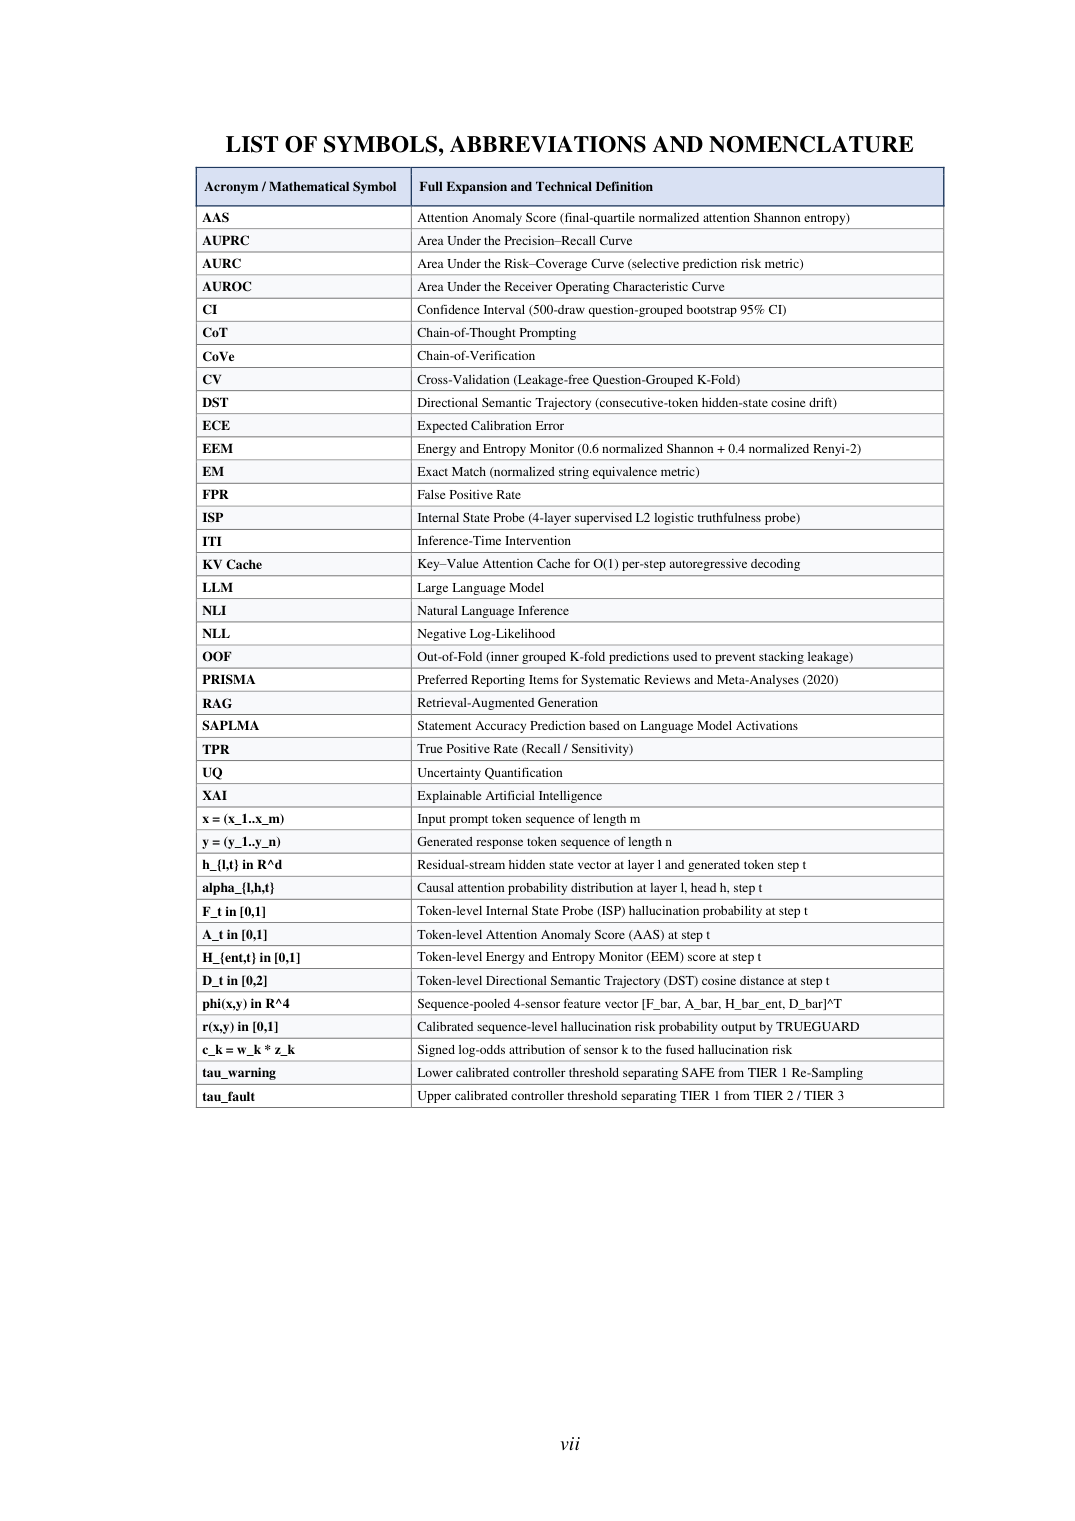 LIST OF SYMBOLS, ABBREVIATIONS AND NOMENCLATURE
Acronym / Mathematical Symbol Full Expansion and Technical Definition
AAS Attention Anomaly Score (final-quartile normalized attention Shannon entropy)
AUPRC Area Under the Precision–Recall Curve
AURC Area Under the Risk–Coverage Curve (selective prediction risk metric)
AUROC Area Under the Receiver Operating Characteristic Curve
CI Confidence Interval (500-draw question-grouped bootstrap 95% CI)
CoT Chain-of-Thought Prompting
CoVe Chain-of-Verification
CV Cross-Validation (Leakage-free Question-Grouped K-Fold)
DST Directional Semantic Trajectory (consecutive-token hidden-state cosine drift)
ECE Expected Calibration Error
EEM Energy and Entropy Monitor (0.6 normalized Shannon + 0.4 normalized Renyi-2)
EM Exact Match (normalized string equivalence metric)
FPR False Positive Rate
ISP Internal State Probe (4-layer supervised L2 logistic truthfulness probe)
ITI Inference-Time Intervention
KV Cache Key–Value Attention Cache for O(1) per-step autoregressive decoding
LLM Large Language Model
NLI Natural Language Inference
NLL Negative Log-Likelihood
OOF Out-of-Fold (inner grouped K-fold predictions used to prevent stacking leakage)
PRISMA Preferred Reporting Items for Systematic Reviews and Meta-Analyses (2020)
RAG Retrieval-Augmented Generation
SAPLMA Statement Accuracy Prediction based on Language Model Activations
TPR True Positive Rate (Recall / Sensitivity)
UQ Uncertainty Quantification
XAI Explainable Artificial Intelligence
x = (x_1..x_m) Input prompt token sequence of length m
y = (y_1..y_n) Generated response token sequence of length n
h_{l,t} in R^d Residual-stream hidden state vector at layer l and generated token step t
alpha_{l,h,t} Causal attention probability distribution at layer l, head h, step t
F_t in [0,1] Token-level Internal State Probe (ISP) hallucination probability at step t
A_t in [0,1] Token-level Attention Anomaly Score (AAS) at step t
H_{ent,t} in [0,1] Token-level Energy and Entropy Monitor (EEM) score at step t
D_t in [0,2] Token-level Directional Semantic Trajectory (DST) cosine distance at step t
phi(x,y) in R^4 Sequence-pooled 4-sensor feature vector [F_bar, A_bar, H_bar_ent, D_bar]^T
r(x,y) in [0,1] Calibrated sequence-level hallucination risk probability output by TRUEGUARD
c_k = w_k * z_k Signed log-odds attribution of sensor k to the fused hallucination risk
tau_warning Lower calibrated controller threshold separating SAFE from TIER 1 Re-Sampling
tau_fault Upper calibrated controller threshold separating TIER 1 from TIER 2 / TIER 3
vii